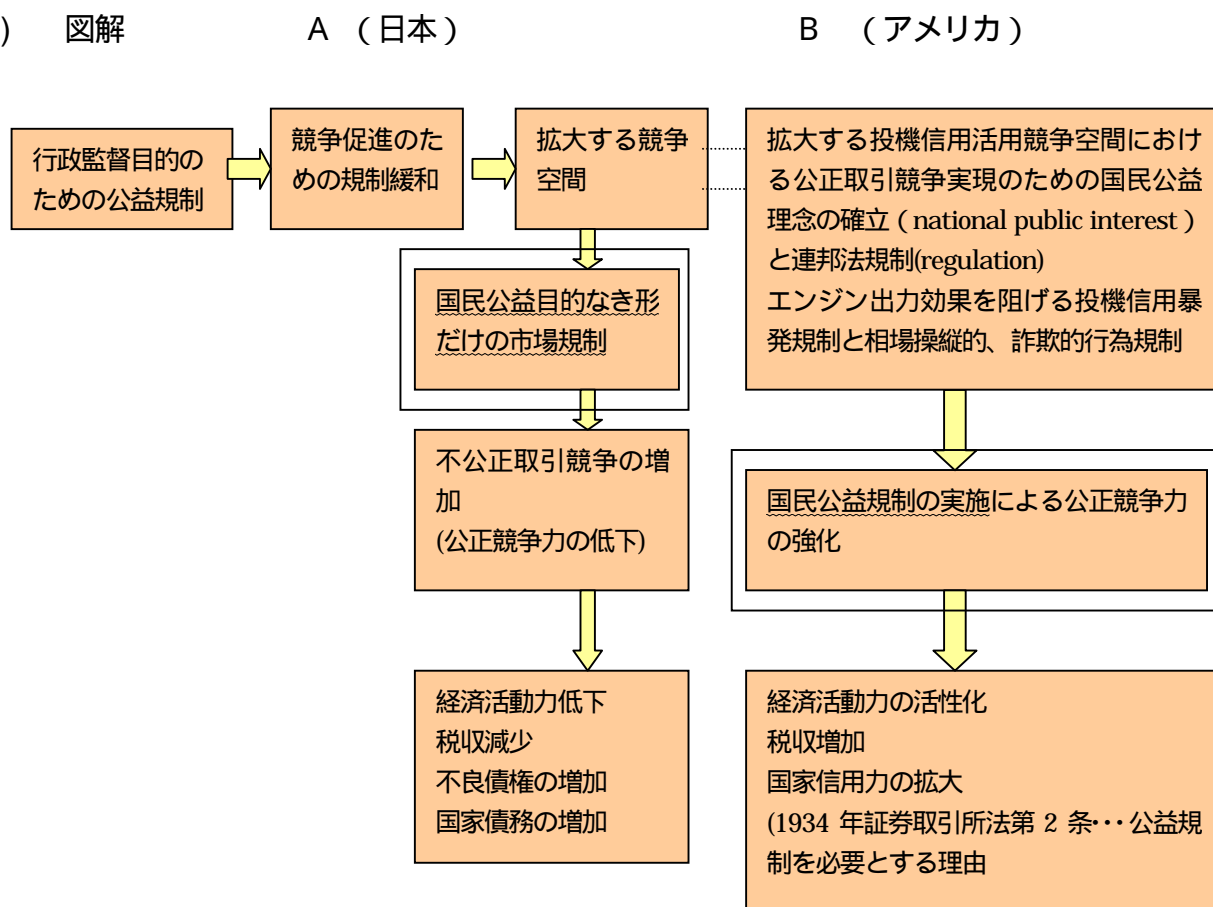 ) 図解 A (日本) B (アメリカ)
行政監督目的の
ための公益規制
競争促進のた
めの規制緩和
拡大する競争
空間
拡大する投機信用活用競争空間におけ
る公正取引競争実現のための国民公益
理念の確立(national public interest)
と連邦法規制(regulation)
エンジン出力効果を阻げる投機信用暴
発規制と相場操縦的、詐欺的行為規制
国民公益目的なき形
だけの市場規制
不公正取引競争の増
加
(公正競争力の低下)
国民公益規制の実施による公正競争力
の強化
経済活動力低下
税収減少
不良債権の増加
国家債務の増加
経済活動力の活性化
税収増加
国家信用力の拡大
(1934 年証券取引所法第 2 条・・・公益規
制を必要とする理由